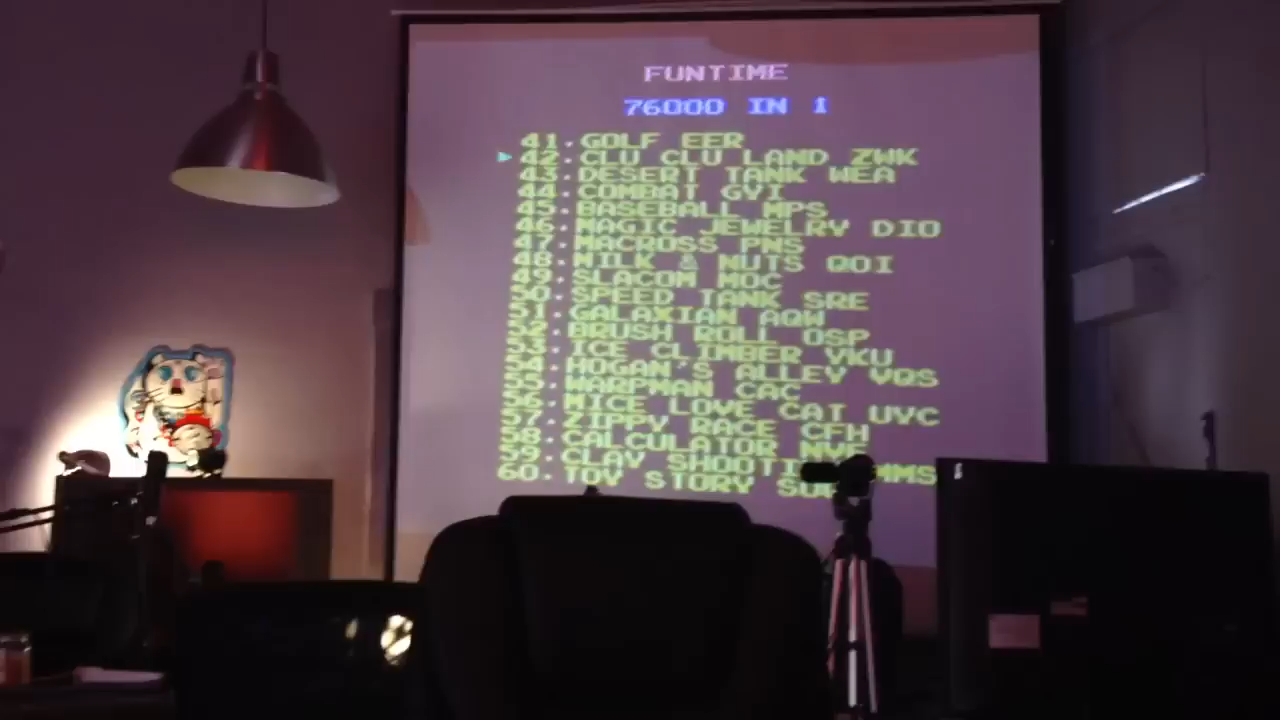 FUNTIME
76000 IN 1
41.GOLF EER
42.CLU CLU LAND ZWK
43.DESERT TANK WEA
44.COMBAT GVI
45.BASEBALL MPS
46.MAGIC JEWELRY DIO
47.MACROSS PNS
48.MILK & NUTS QOI
49.SLACOM MOC
50.SPEED TANK SRE
51.GALAXIAN AQW
52.BRUSH ROLL OSP
53.ICE CLIMBER VKU
54.HOGAN'S ALLEY VQS
55.WARPMAN CAC
56.MICE LOVE CAT UVC
57.ZIPPY RACE CFH
58.CALCULATOR
59.CLAY
60.TOY STORY